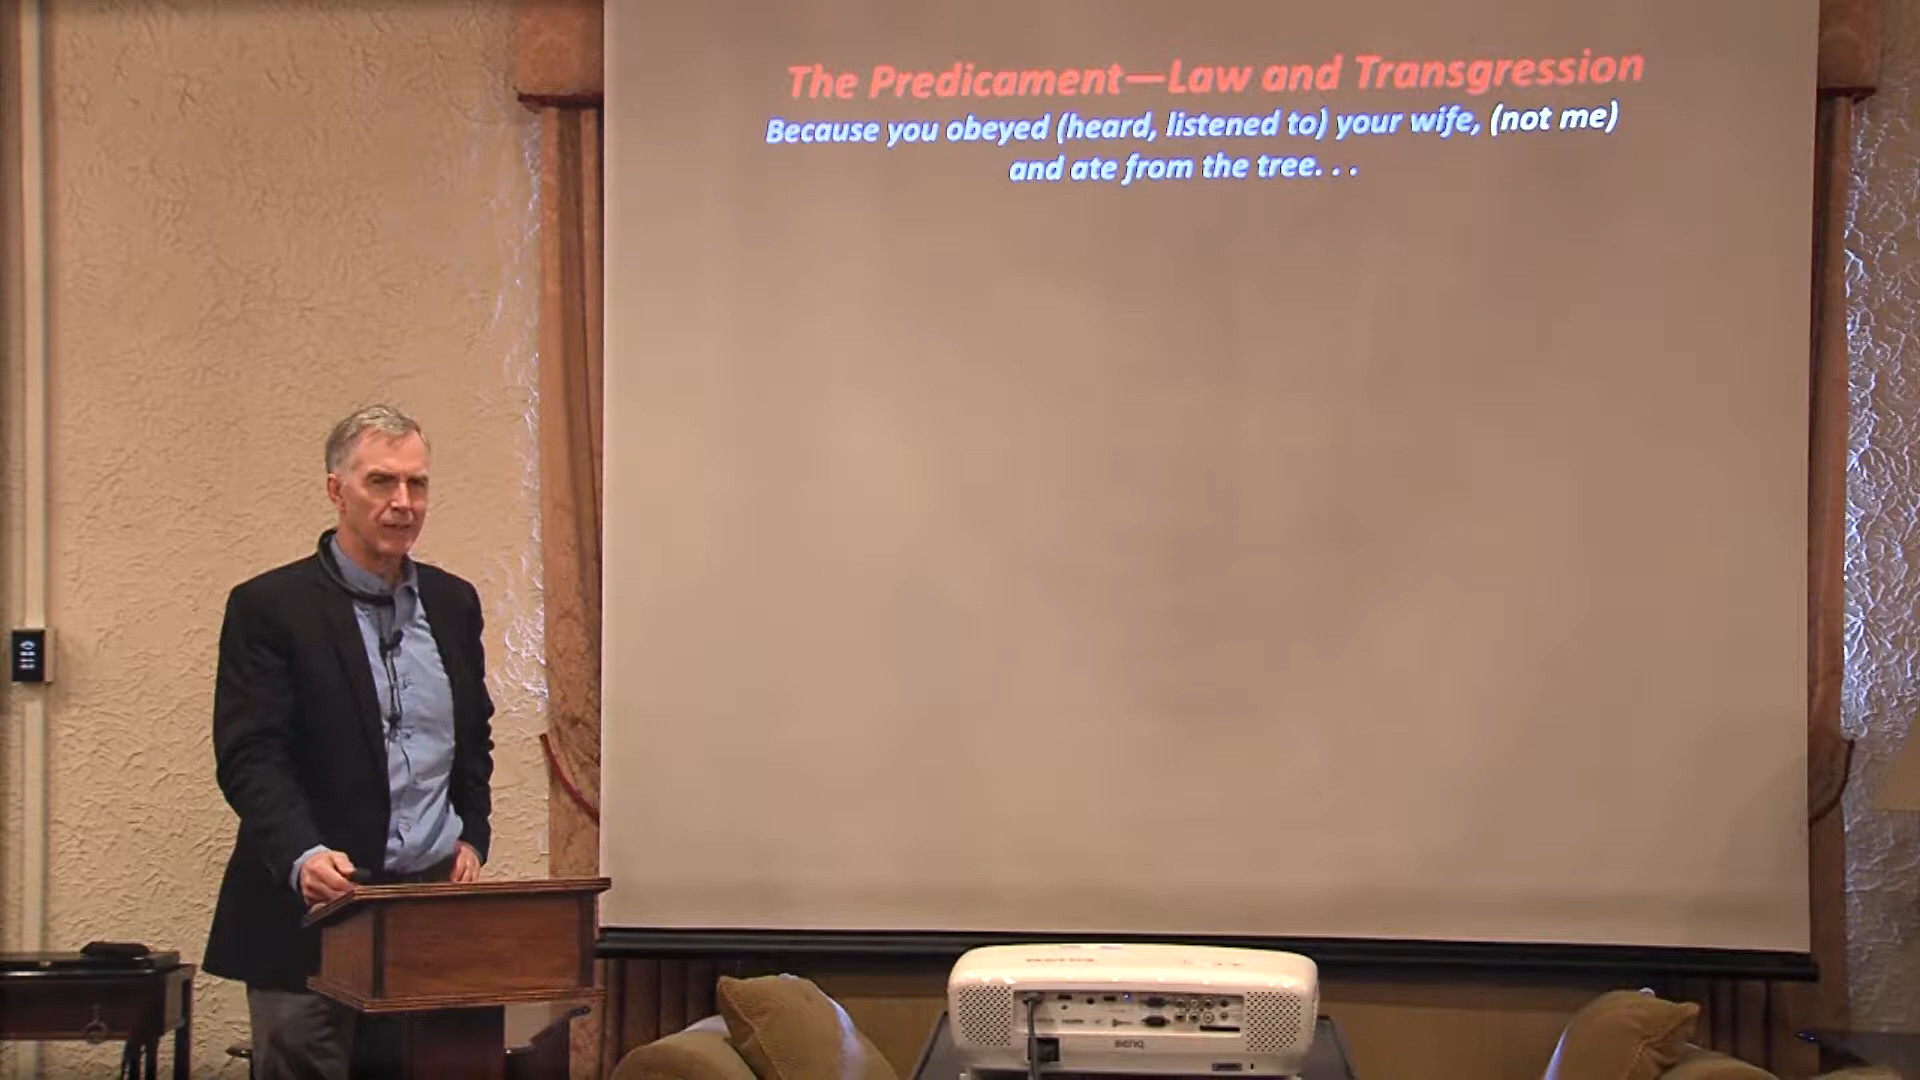 The Predicament—Law and Transgression
Because you obeyed (heard, listened to) your wife, (not me)
and ate from the tree. . .
BenQ